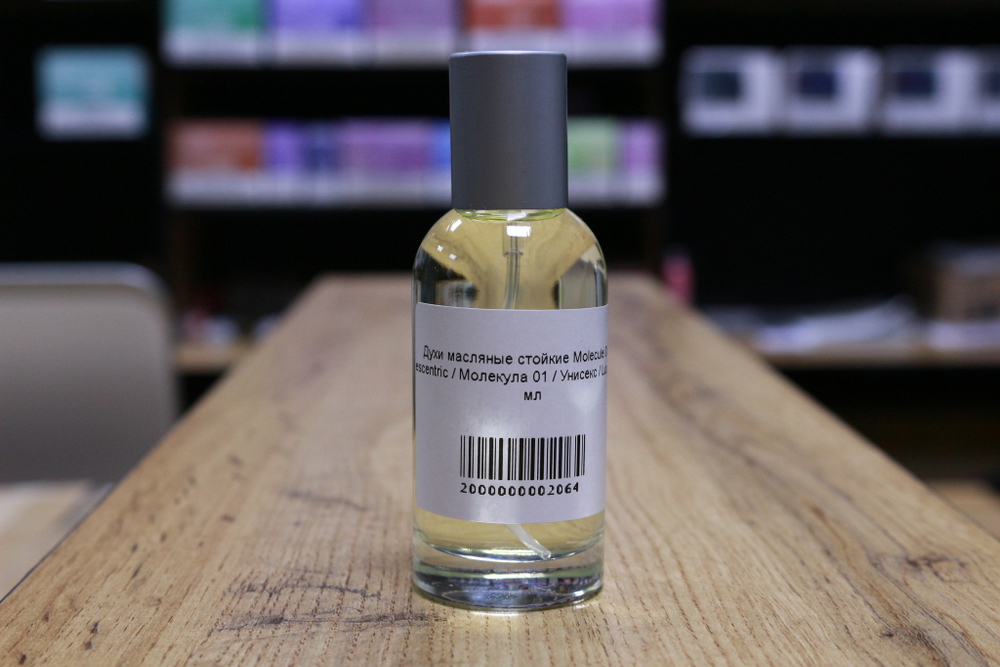 Духи масляные стойкие Molecule
escentric / Молекула 01 / Унисекс /
мл
2000000002064